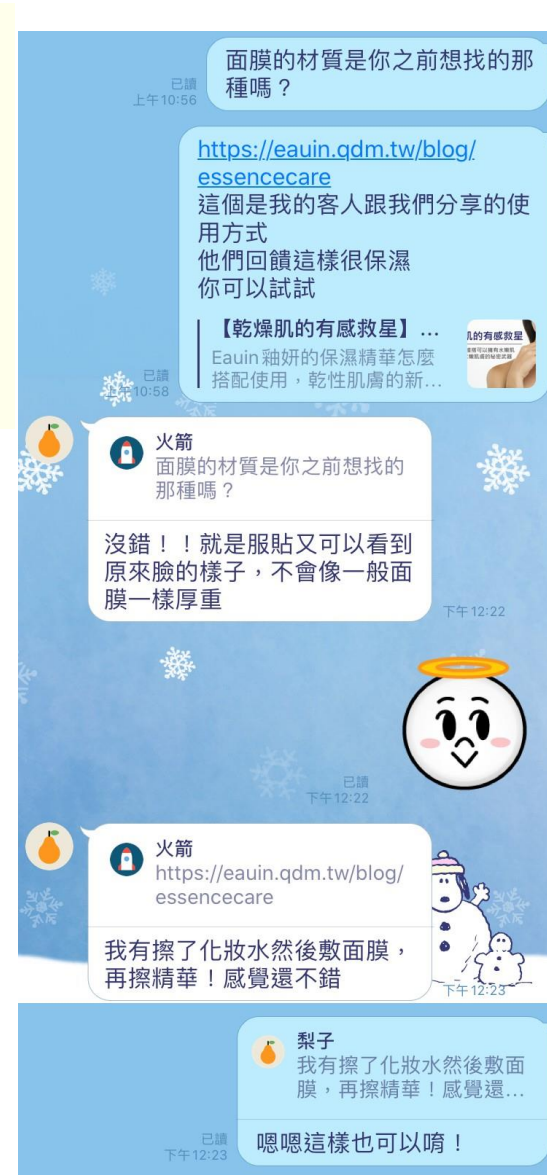 面膜的材質是你之前想找的那
種嗎？
已讀
上午10:56
https://eauin.qdm.tw/blog/
essencecare
這個是我的客人跟我們分享的使
用方式
他們回饋這樣很保濕
你可以試試
【乾燥肌的有感救星】...
Eauin釉妍的保濕精華怎麼
搭配使用，乾性肌膚的新...
肌的有感救星
已讀
上午10:58
火箭
面膜的材質是你之前想找的
那種嗎？
沒錯！！就是服貼又可以看到
原來臉的樣子，不會像一般面
膜一樣厚重
下午12:22
已讀
下午12:22
火箭
https://eauin.qdm.tw/blog/
essencecare
我有擦了化妝水然後敷面膜，
再擦精華！感覺還不錯
下午12:23
梨子
我有擦了化妝水然後敷面
膜，再擦精華！感覺還...
嗯嗯這樣也可以唷！
已讀
下午12:23